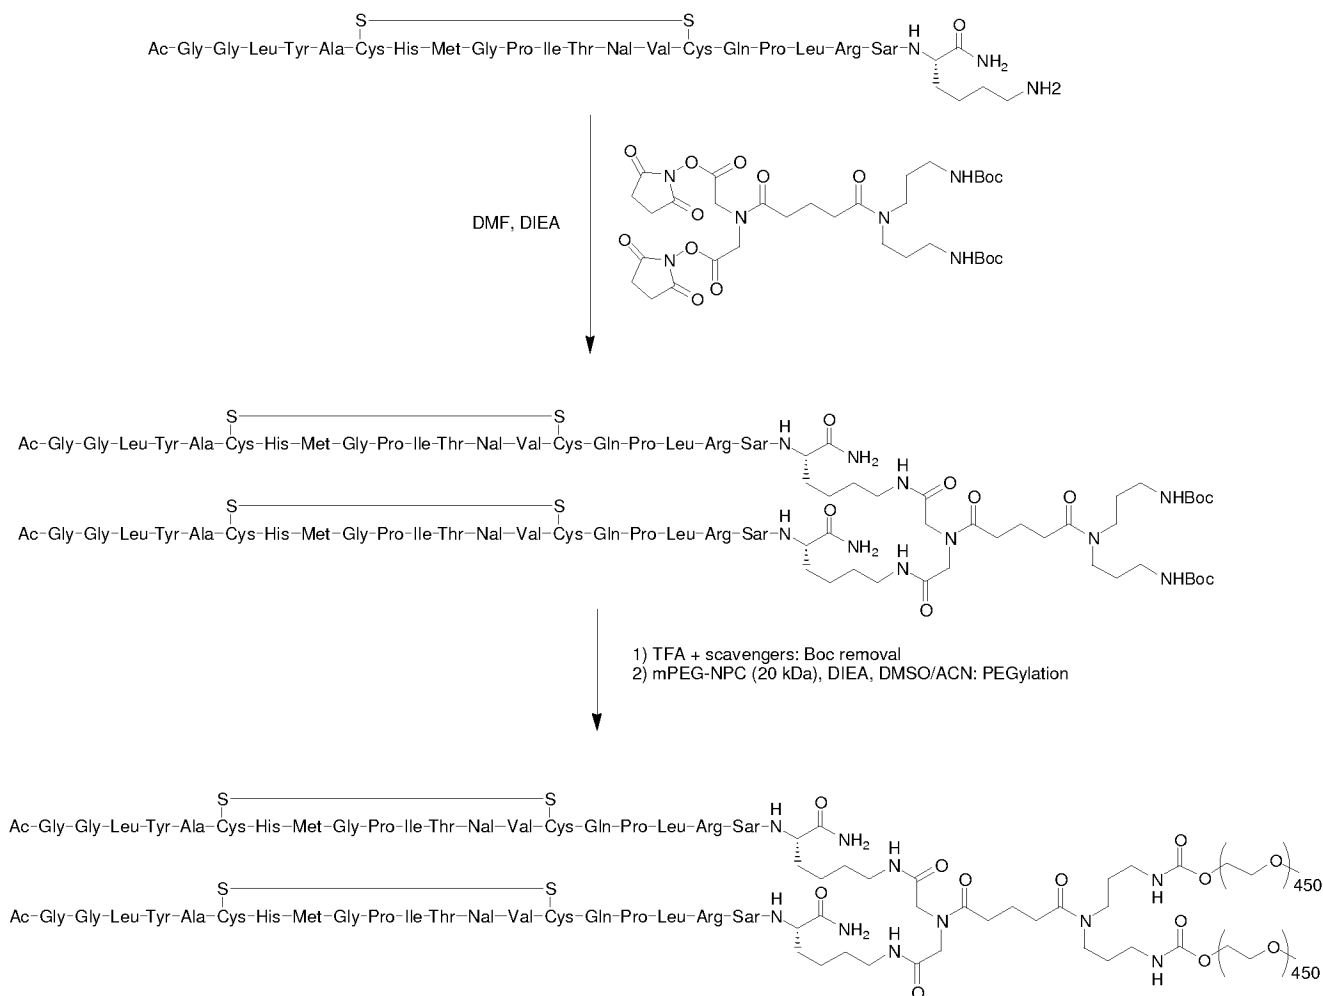 S S
Ac-Gly-Gly-Leu-Tyr-Ala-Cys-His-Met-Gly-Pro-Ile-Thr-Nal-Val-Cys-Gln-Pro-Leu-Arg-Sar-N
H
O
NH2
NH2
DMF, DIEA
O
N
O
O
O
O
N
O
O
N
NHBoc
NHBoc
O
N
O
O
O
O
S S
Ac-Gly-Gly-Leu-Tyr-Ala-Cys-His-Met-Gly-Pro-Ile-Thr-Nal-Val-Cys-Gln-Pro-Leu-Arg-Sar-N
H
O
NH2
H
N
O
S S
Ac-Gly-Gly-Leu-Tyr-Ala-Cys-His-Met-Gly-Pro-Ile-Thr-Nal-Val-Cys-Gln-Pro-Leu-Arg-Sar-N
H
O
NH2
H
N
O
N
O
O
N
NHBoc
NHBoc
1) TFA + scavengers: Boc removal
2) mPEG-NPC (20 kDa), DIEA, DMSO/ACN: PEGylation
S S
Ac-Gly-Gly-Leu-Tyr-Ala-Cys-His-Met-Gly-Pro-Ile-Thr-Nal-Val-Cys-Gln-Pro-Leu-Arg-Sar-N
H
O
NH2
H
N
O
S S
Ac-Gly-Gly-Leu-Tyr-Ala-Cys-His-Met-Gly-Pro-Ile-Thr-Nal-Val-Cys-Gln-Pro-Leu-Arg-Sar-N
H
O
NH2
H
N
O
N
O
O
N
N
H
O
O
O
450
N
H
O
O
O
450